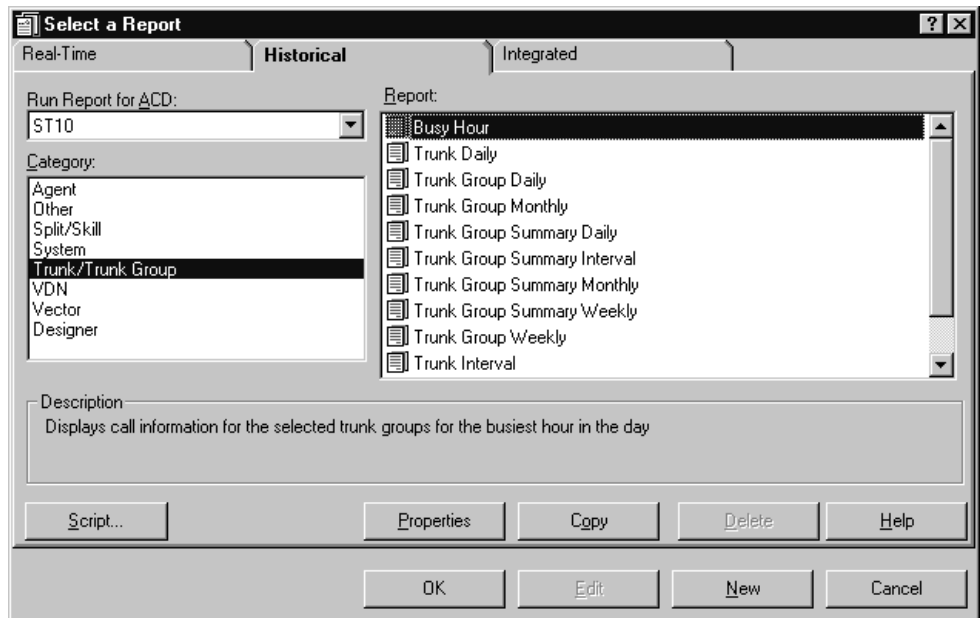 Select a Report
Real-Time
Historical
Integrated
Run Report for ACD:
ST10
Category:
Agent
Other
Split/Skill
System
Trunk/Trunk Group
VDN
Vector
Designer
Report:
Busy Hour
Trunk Daily
Trunk Group Daily
Trunk Group Monthly
Trunk Group Summary Daily
Trunk Group Summary Interval
Trunk Group Summary Monthly
Trunk Group Summary Weekly
Trunk Group Weekly
Trunk Interval
Description
Displays call information for the selected trunk groups for the busiest hour in the day
Script...
Properties
Copy
Delete
Help
OK
Edit
New
Cancel